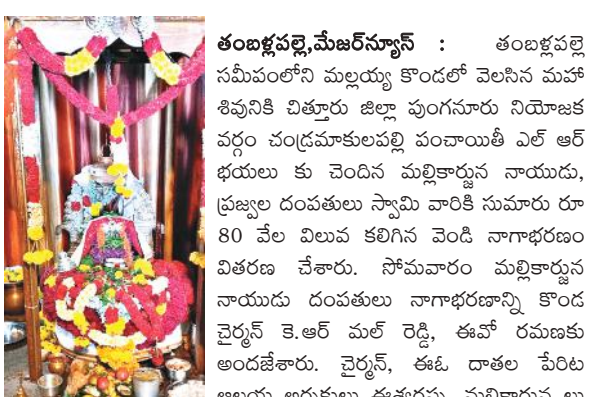 తంబళ్లపల్లె,మేజర్‌న్యూస్ : తంబళ్లపల్లె
సమీపంలోని మల్లయ్య కొండలో వెలసిన మహా
శివునికి చిత్తూరు జిల్లా పుంగనూరు నియోజక
వర్గం చండ్రమాకులపల్లి పంచాయితీ ఎల్ ఆర్
భయలు కు చెందిన మల్లికార్జున నాయుడు,
ప్రజ్వల దంపతులు స్వామి వారికి సుమారు రూ
80 వేల విలువ కలిగిన వెండి నాగాభరణం
వితరణ చేశారు. సోమవారం మల్లికార్జున
నాయుడు దంపతులు నాగాభరణాన్ని కొండ
చైర్మన్ కె.ఆర్ మల్ రెడ్డి, ఈవో రమణకు
అందజేశారు. చైర్మన్, ఈఓ దాతల పేరిట